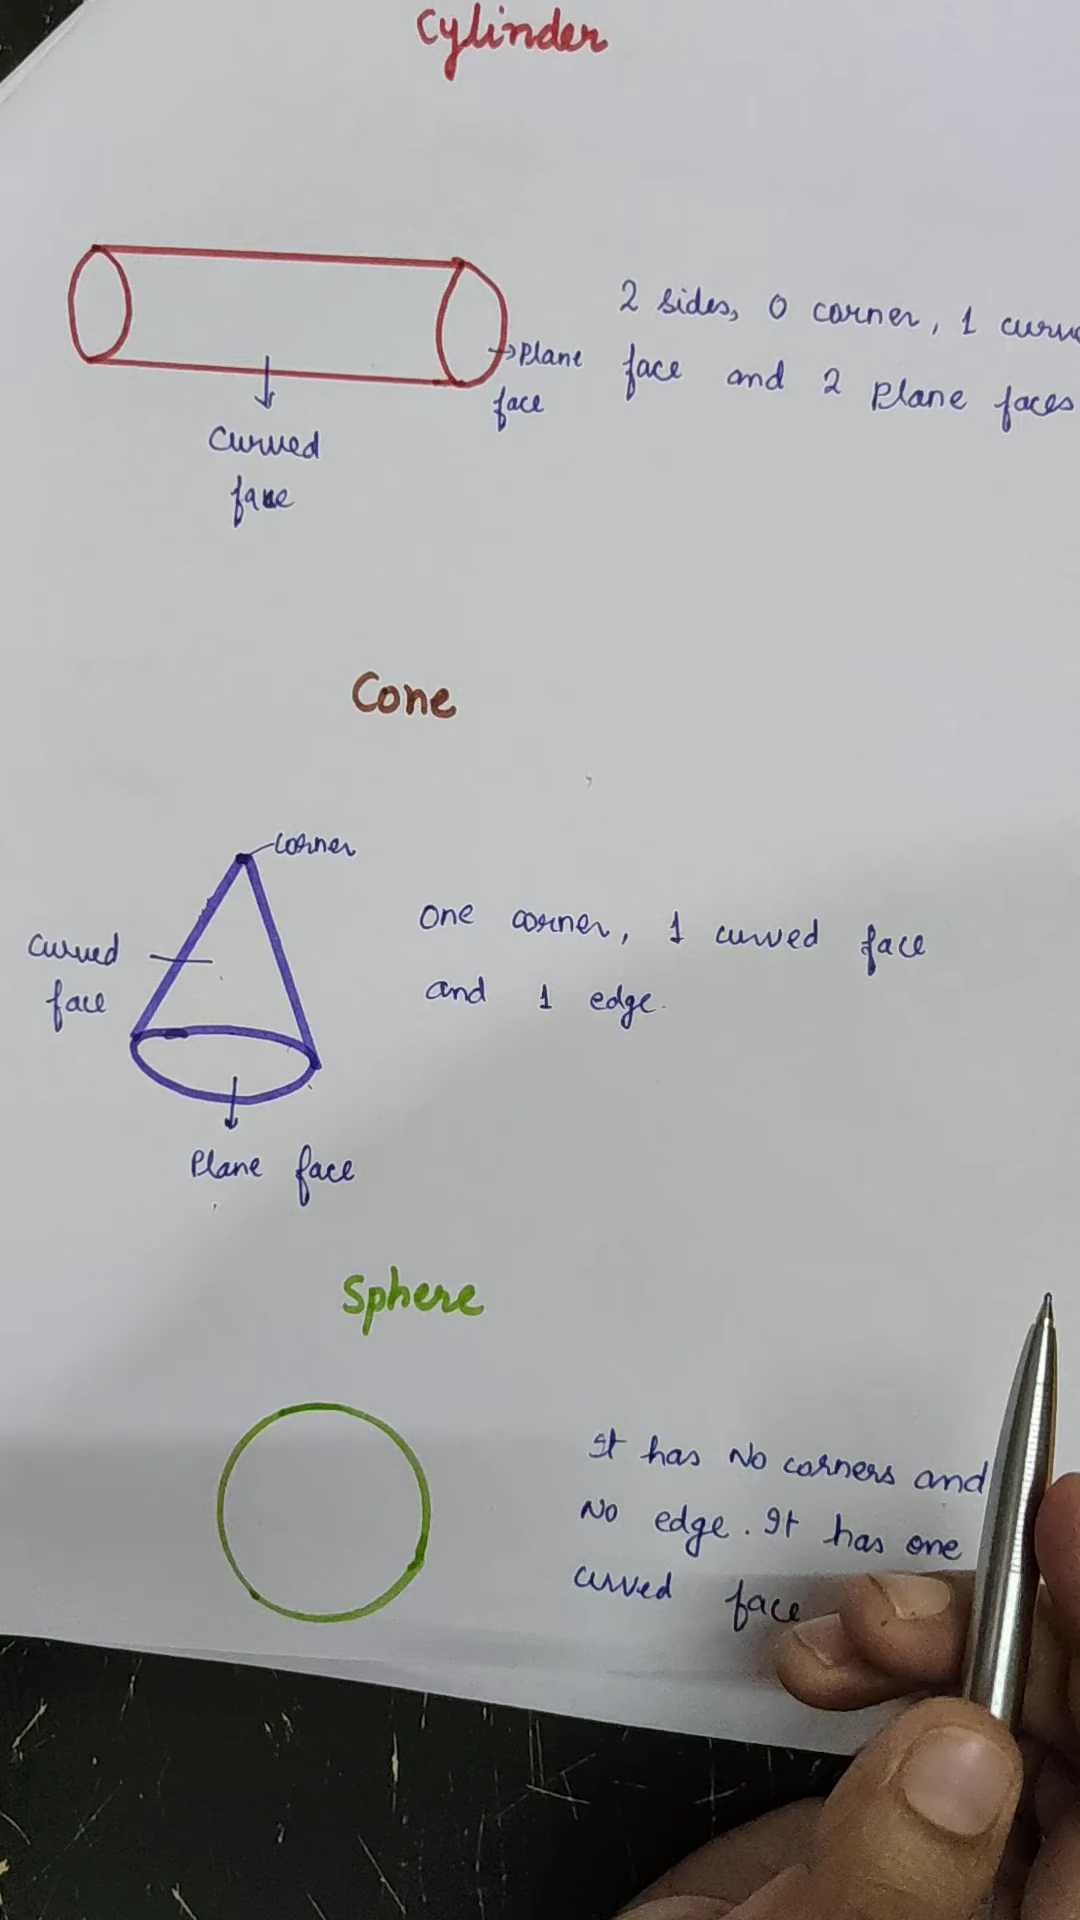 Cylinder
2 sides, 0 corner, 1 curve
face and 2 Plane faces
Plane
face
Curved
face
Cone
corner
curved
face
One corner, 1 curved face
and 1 edge.
Plane face
Sphere
It has No corners and
No edge. It has one
curved face